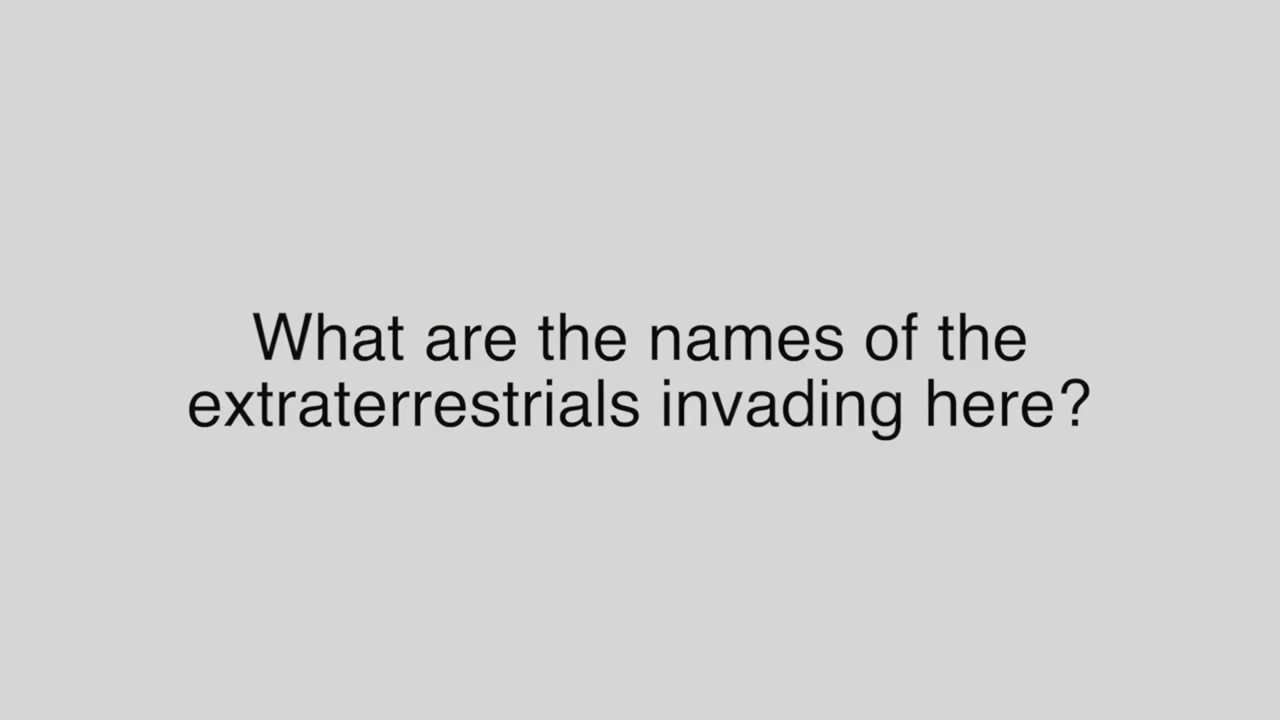 What are the names of the
extraterrestrials invading here?